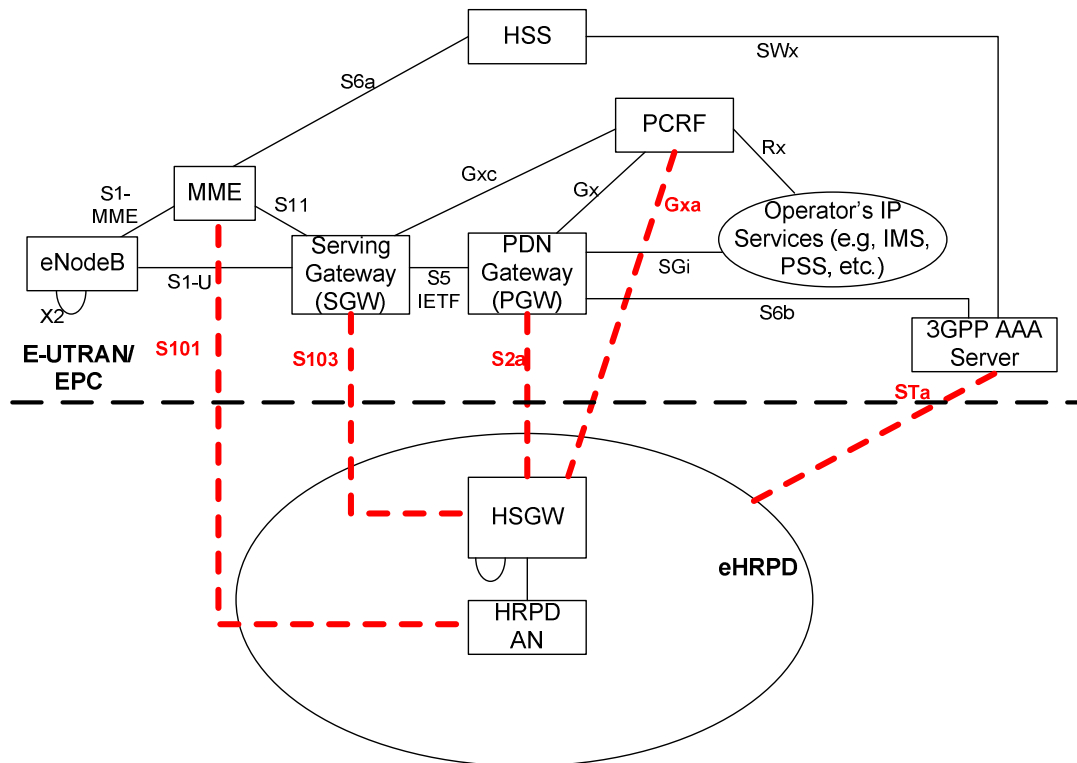 HSS
SWx
S6a
PCRF
Rx
Gxc
S1-
MME
MME
S11
Gx
Gxa
Operator's IP
Services (e.g, IMS,
PSS, etc.)
eNodeB
S1-U
Serving
Gateway
(SGW)
S5
IETF
PDN
Gateway
(PGW)
SGi
S6b
X2
3GPP AAA
Server
E-UTRAN/
EPC
S101
S103
S2a
STa
HSGW
eHRPD
HRPD
AN